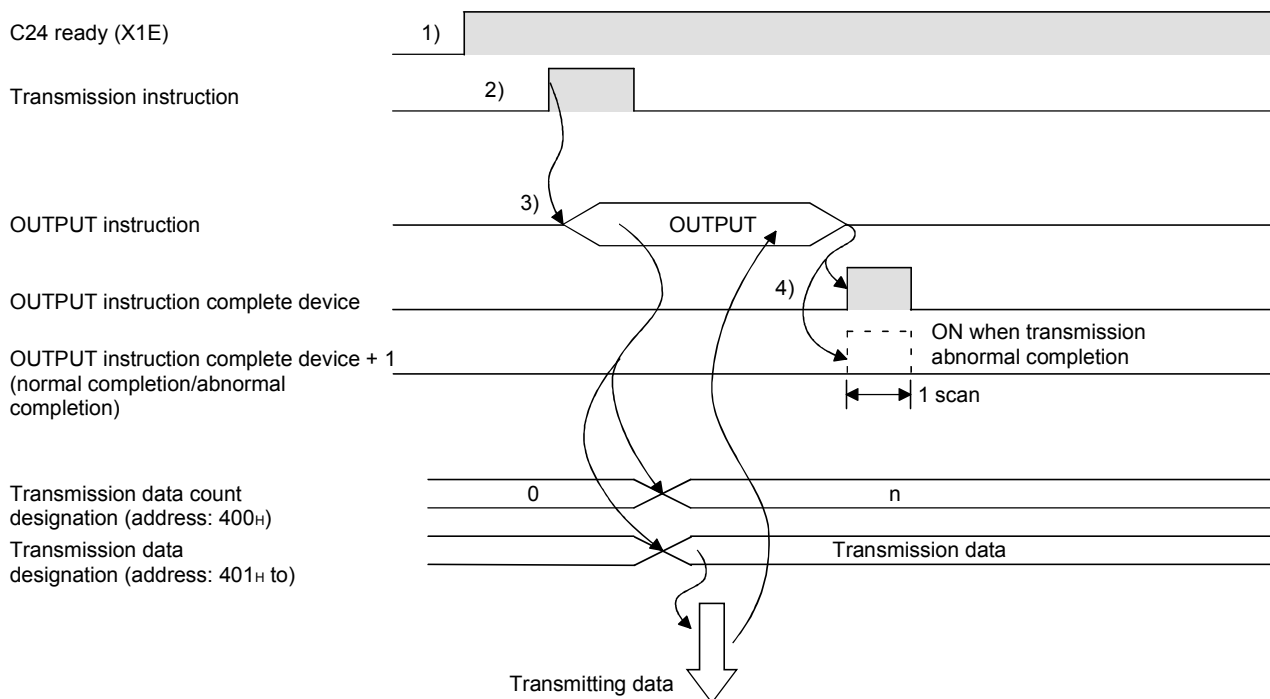 C24 ready (X1E)
1)
Transmission instruction
2)
OUTPUT instruction
3)
OUTPUT
OUTPUT instruction complete device
4)
OUTPUT instruction complete device + 1
(normal completion/abnormal
completion)
ON when transmission
abnormal completion
1 scan
Transmission data count
designation (address: 400H)
0
n
Transmission data
designation (address: 401H to)
Transmission data
Transmitting data